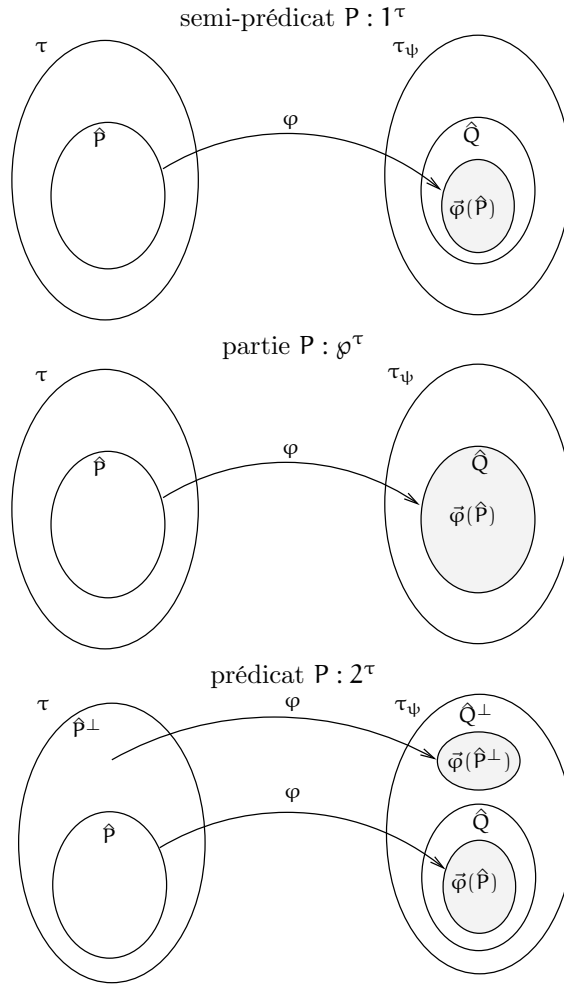 semi-prédicat P : 1^τ
τ
τ_ψ
P̂
φ
Q̂
φ⃗(P̂)
partie P : ℘^τ
τ
τ_ψ
P̂
φ
Q̂
φ⃗(P̂)
prédicat P : 2^τ
τ
φ
τ_ψ
P̂^⊥
Q̂^⊥
φ⃗(P̂^⊥)
φ
P̂
Q̂
φ⃗(P̂)